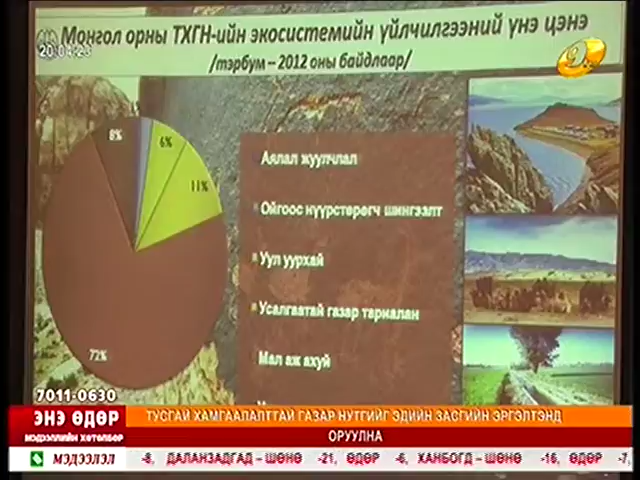 Монгол орны ТХГН-ийн экосистемийн үйлчилгээний үнэ цэнэ
/тэрбум – 2012 оны байдлаар/
20:04:23
9
8%
6%
11%
72%
Аялал жуулчлал
Ойгоос нүүрстөрөгч шингээлт
Уул уурхай
Усалгаатай газар тариалан
Мал аж ахуй
7011-0630
ЭНЭ ӨДӨР
МЭДЭЭЛЛИЙН ХӨТӨЛБӨР
ТУСГАЙ ХАМГААЛАЛТТАЙ ГАЗАР НУТГИЙГ ЭДИЙН ЗАСГИЙН ЭРГЭЛТЭНД
ОРУУЛНА
МЭДЭЭЛЭЛ -8, ДАЛАНЗАДГАД – ШӨНӨ -21, ӨДӨР -6, ХАНБОГД – ШӨНӨ -16, ӨДӨР -7,